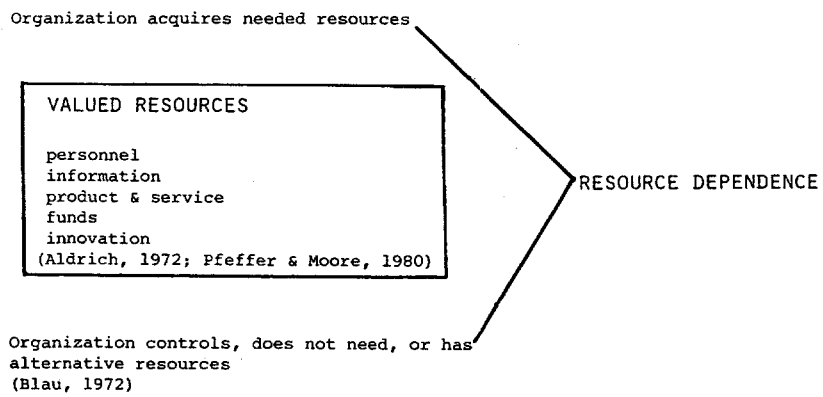 Organization acquires needed resources
VALUED RESOURCES
personnel
information
product & service
funds
innovation
(Aldrich, 1972; Pfeffer & Moore, 1980)
RESOURCE DEPENDENCE
Organization controls, does not need, or has
alternative resources
(Blau, 1972)